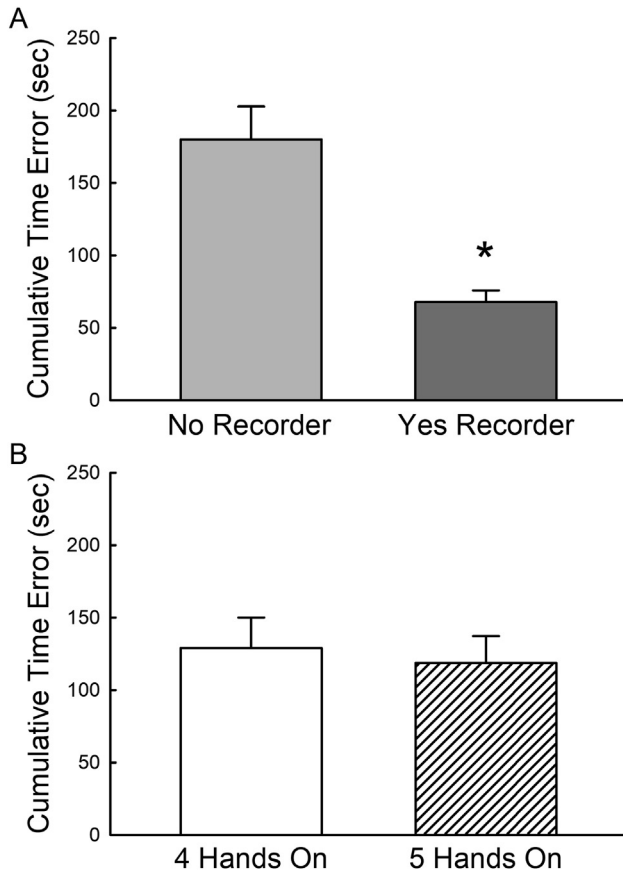 A
Cumulative Time Error (sec)
250
200
150
100
50
0
*
No Recorder Yes Recorder
B
Cumulative Time Error (sec)
250
200
150
100
50
0
4 Hands On 5 Hands On